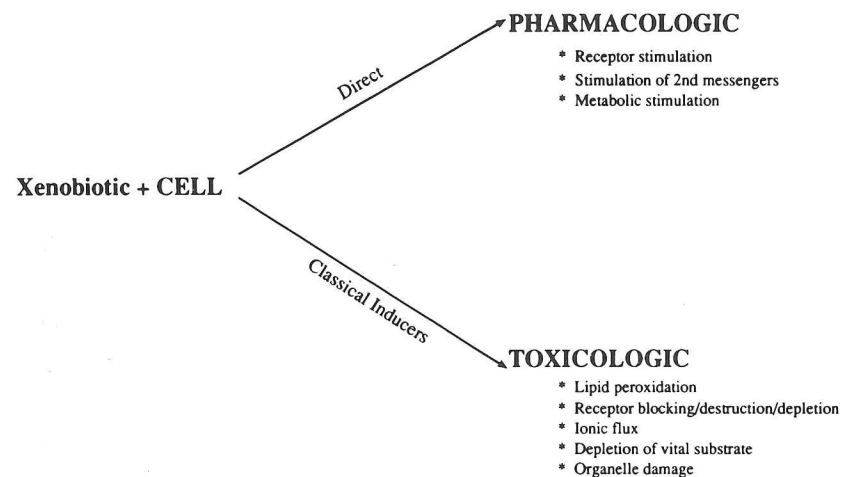 PHARMACOLOGIC
* Receptor stimulation
* Stimulation of 2nd messengers
* Metabolic stimulation
Direct
Xenobiotic + CELL
Classical Inducers
TOXICOLOGIC
* Lipid peroxidation
* Receptor blocking/destruction/depletion
* Ionic flux
* Depletion of vital substrate
* Organelle damage